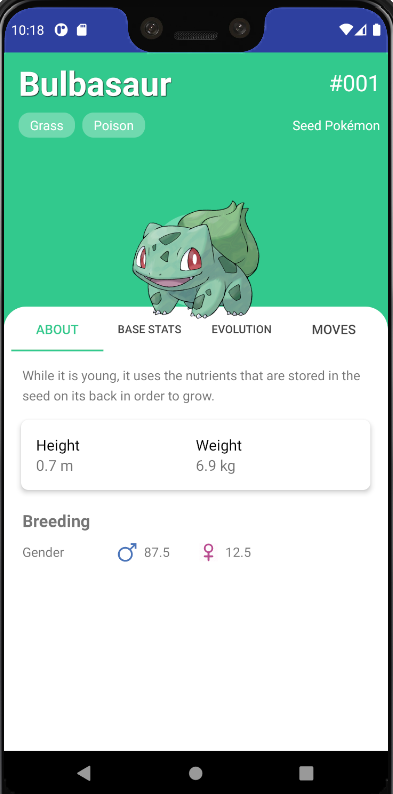 10:18
Bulbasaur
#001
Grass Poison
Seed Pokémon
ABOUT BASE STATS EVOLUTION MOVES
While it is young, it uses the nutrients that are stored in the
seed on its back in order to grow.
Height Weight
0.7 m 6.9 kg
Breeding
Gender 87.5 12.5